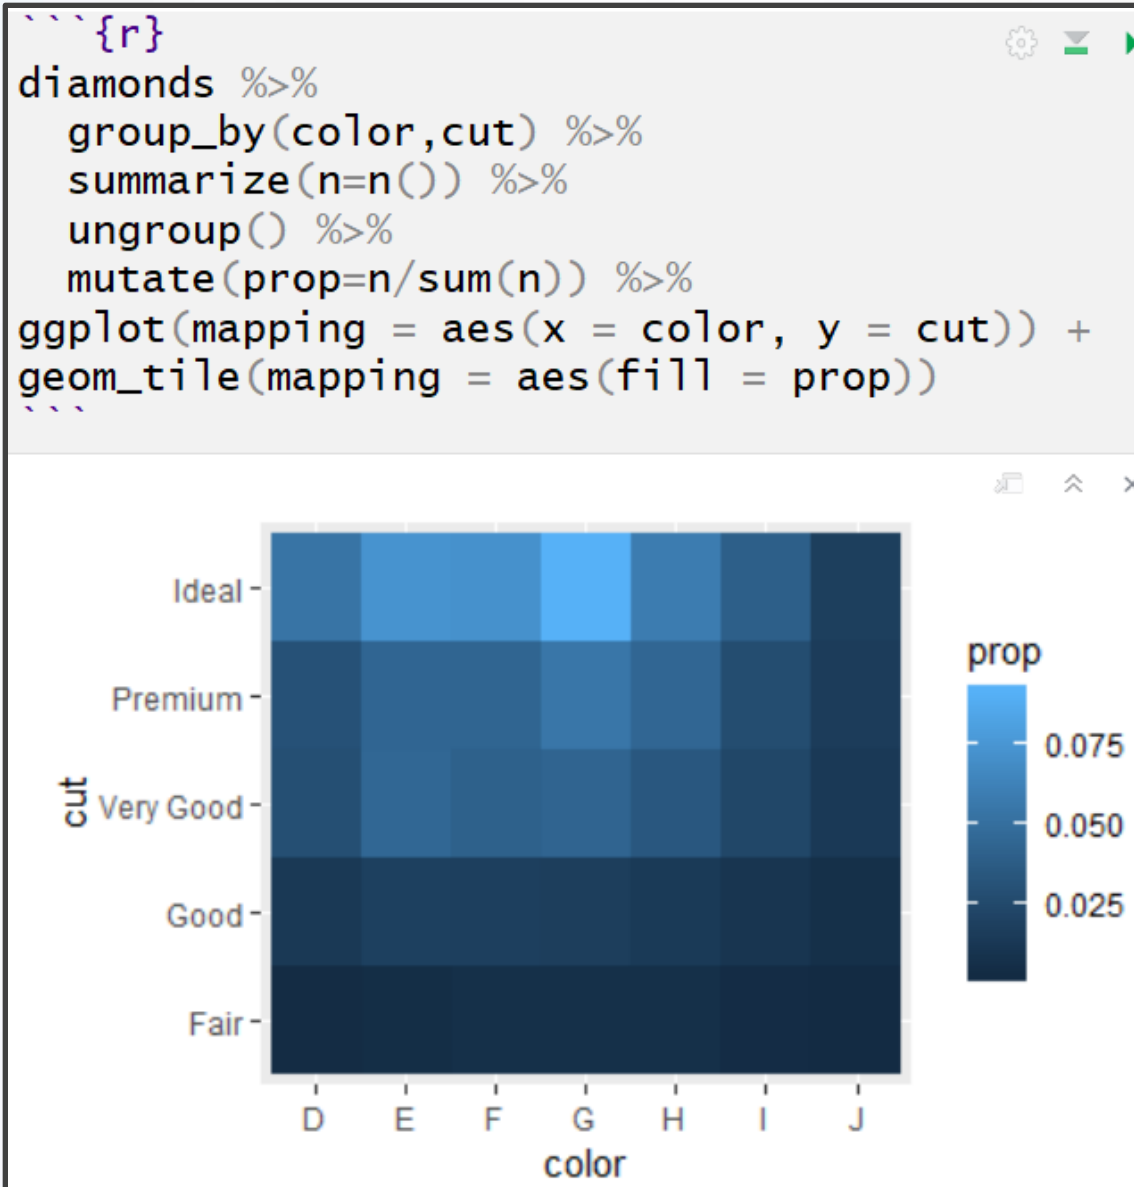 ```{r}
diamonds %>%
  group_by(color,cut) %>%
  summarize(n=n()) %>%
  ungroup() %>%
  mutate(prop=n/sum(n)) %>%
ggplot(mapping = aes(x = color, y = cut)) +
geom_tile(mapping = aes(fill = prop))
```
cut
Ideal
Premium
Very Good
Good
Fair
D E F G H I J
color
prop
0.075
0.050
0.025